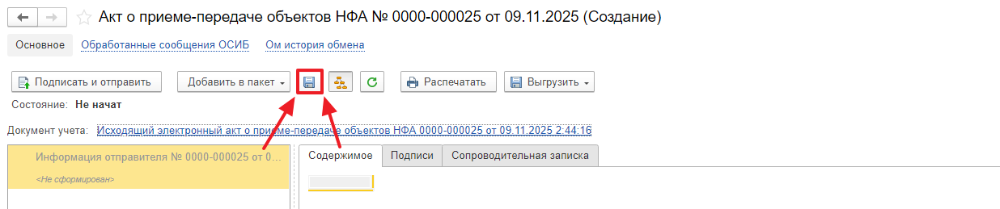 Акт о приеме-передаче объектов НФА № 0000-000025 от 09.11.2025 (Создание)
Основное Обработанные сообщения ОСИБ Ом история обмена
Подписать и отправить Добавить в пакет Распечатать Выгрузить
Состояние: Не начат
Документ учета: Исходящий электронный акт о приеме-передаче объектов НФА 0000-000025 от 09.11.2025 2:44:16
Информация отправителя № 0000-000025 от 0... Содержимое Подписи Сопроводительная записка
<Не сформирован>